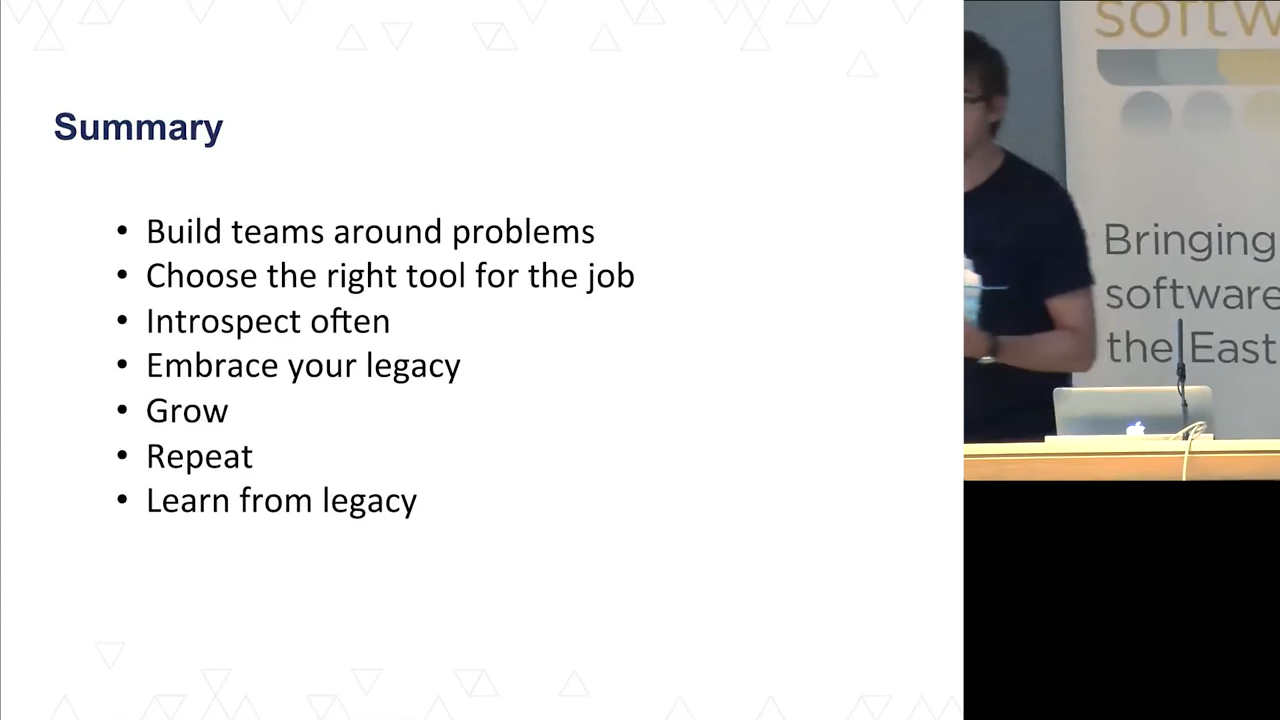 Summary
• Build teams around problems
• Choose the right tool for the job
• Introspect often
• Embrace your legacy
• Grow
• Repeat
• Learn from legacy
softw
Bringing
software
the East